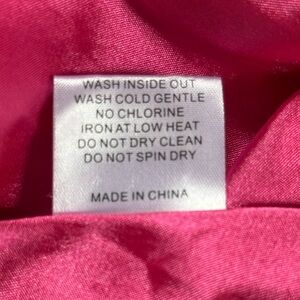 WASH INSIDE OUT
WASH COLD GENTLE
NO CHLORINE
IRON AT LOW HEAT
DO NOT DRY CLEAN
DO NOT SPIN DRY
MADE IN CHINA